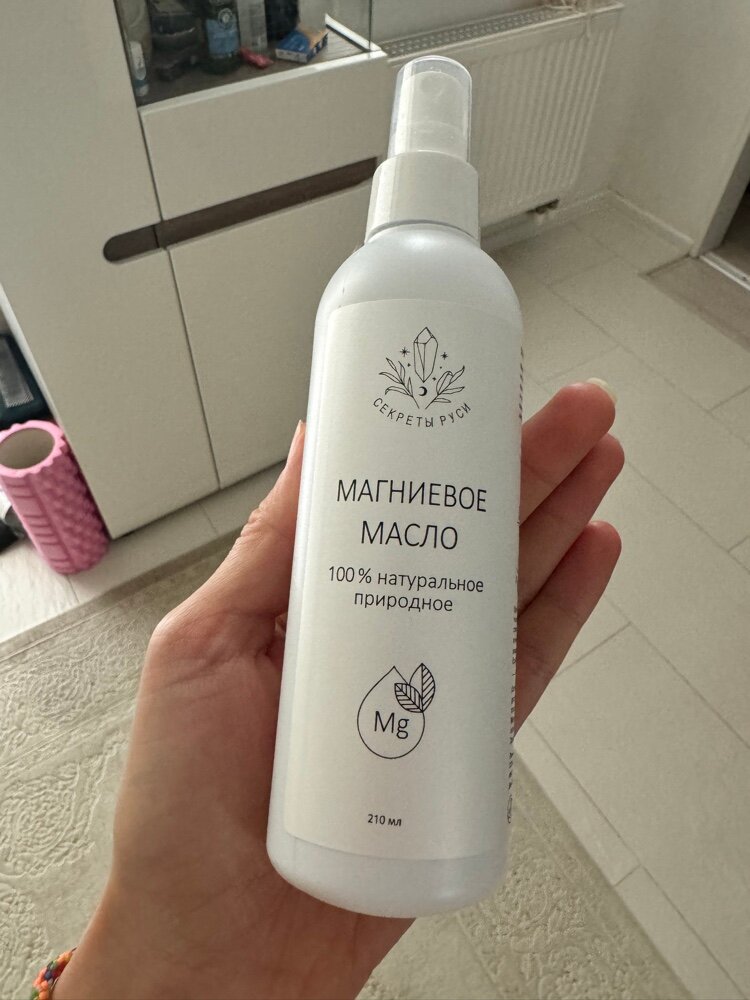 СЕКРЕТЫ РУСИ
МАГНИЕВОЕ
МАСЛО
100 % натуральное
природное
Mg
210 мл